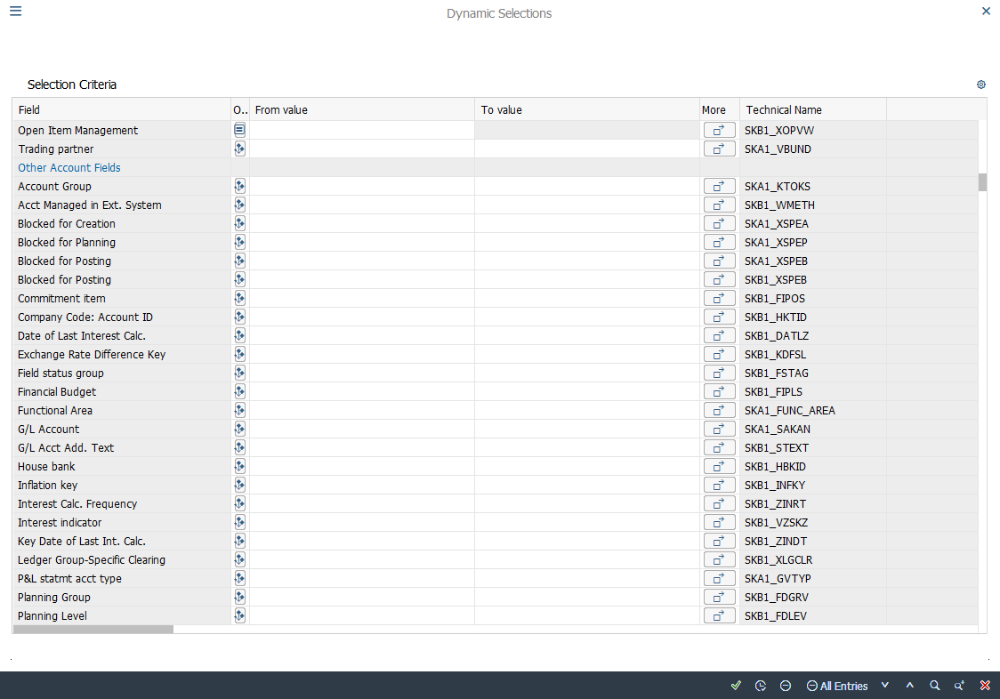 Dynamic Selections
Selection Criteria
Field O.. From value To value More Technical Name
Open Item Management SKB1_XOPVW
Trading partner SKA1_VBUND
Other Account Fields
Account Group SKA1_KTOKS
Acct Managed in Ext. System SKB1_WMETH
Blocked for Creation SKA1_XSPEA
Blocked for Planning SKA1_XSPEP
Blocked for Posting SKA1_XSPEB
Blocked for Posting SKB1_XSPEB
Commitment item SKB1_FIPOS
Company Code: Account ID SKB1_HKTID
Date of Last Interest Calc. SKB1_DATLZ
Exchange Rate Difference Key SKB1_KDFSL
Field status group SKB1_FSTAG
Financial Budget SKB1_FIPLS
Functional Area SKA1_FUNC_AREA
G/L Account SKA1_SAKAN
G/L Acct Add. Text SKB1_STEXT
House bank SKB1_HBKID
Inflation key SKB1_INFKY
Interest Calc. Frequency SKB1_ZINRT
Interest indicator SKB1_VZSKZ
Key Date of Last Int. Calc. SKB1_ZINDT
Ledger Group-Specific Clearing SKB1_XLGCLR
P&L statmt acct type SKA1_GVTYP
Planning Group SKB1_FDGRV
Planning Level SKB1_FDLEV
All Entries